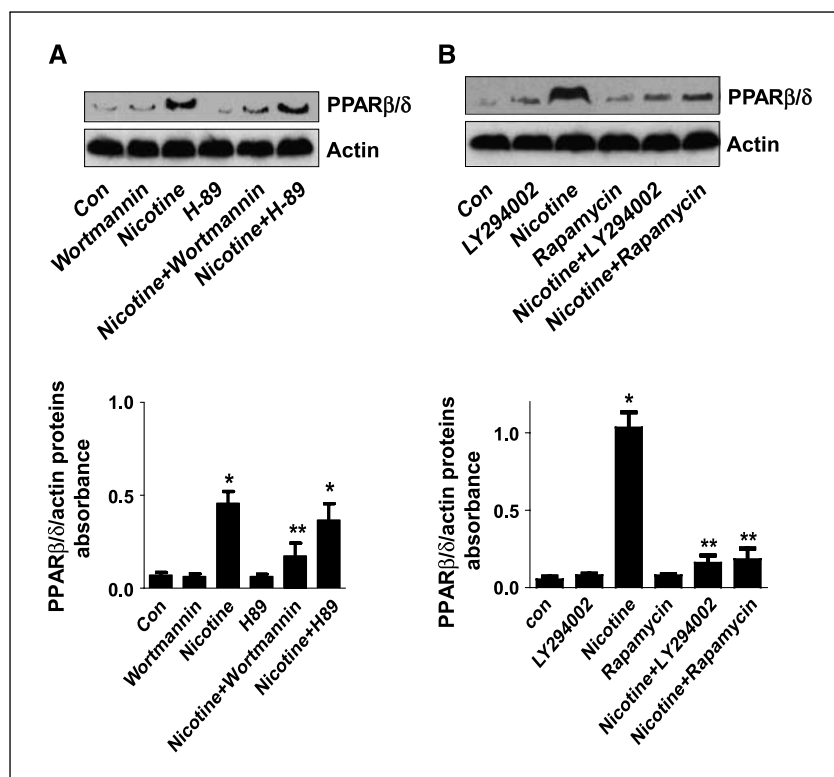 A
PPARβ/δ
Actin
Con
Wortmannin
Nicotine
H-89
Nicotine+Wortmannin
Nicotine+H-89
PPARβ/δ/actin proteins
absorbance
1.0
0.5
0.0
*
**
*
Con
Wortmannin
Nicotine
H89
Nicotine+Wortmannin
Nicotine+H89
B
PPARβ/δ
Actin
Con
LY294002
Nicotine
Rapamycin
Nicotine+LY294002
Nicotine+Rapamycin
PPARβ/δ/actin proteins
absorbance
1.0
0.5
0.0
*
**
**
con
LY294002
Nicotine
Rapamycin
Nicotine+LY294002
Nicotine+Rapamycin